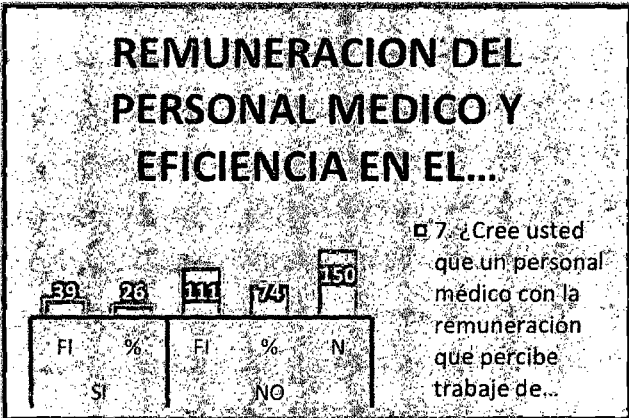 REMUNERACION DEL
PERSONAL MEDICO Y
EFICIENCIA EN EL...
7. ¿Cree usted
que un personal
médico con la
remuneración
que percibe
trabaje de...
39 26 111 74 150
FI % FI % N
SI NO